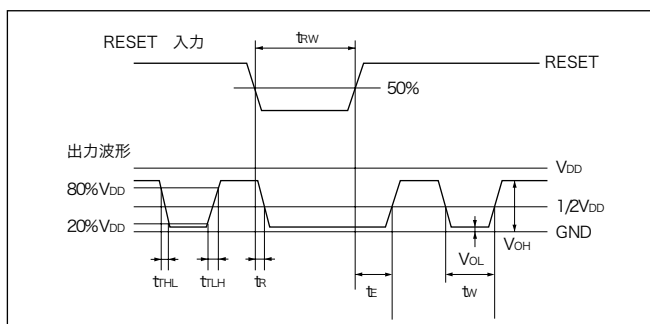 RESET 入力
tRW
RESET
50%
出力波形
VDD
80%VDD
1/2VDD
20%VDD
GND
VOH
VOL
tTHL
tTLH
tR
tE
tW